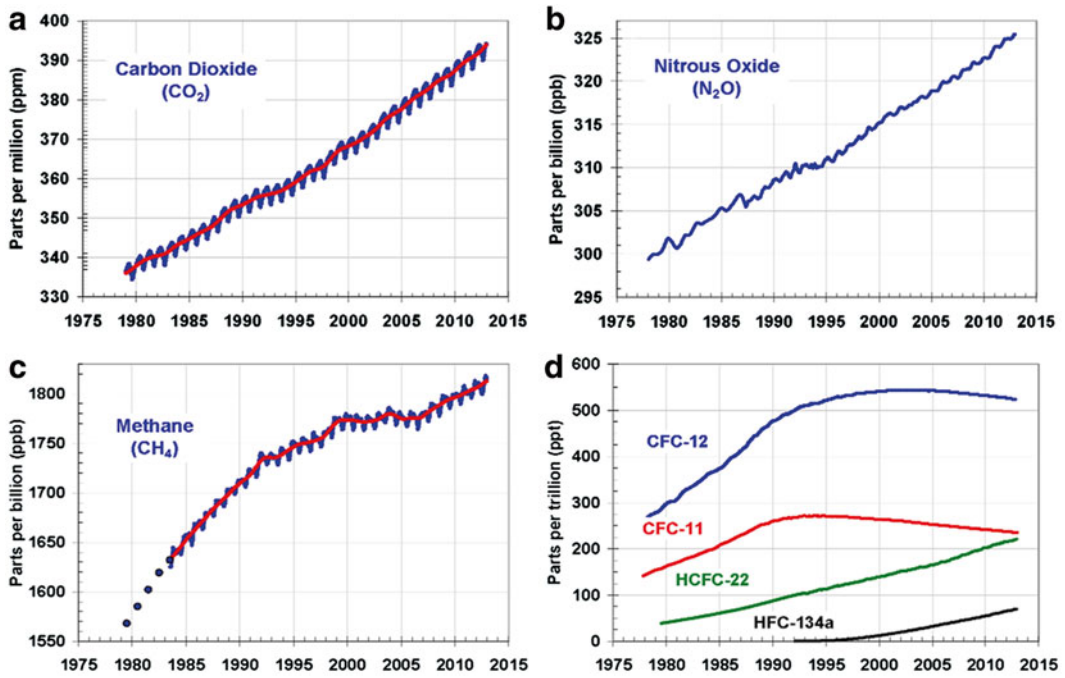 a
Parts per million (ppm)
400
390
380
370
360
350
340
330
Carbon Dioxide
(CO₂)
1975 1980 1985 1990 1995 2000 2005 2010 2015
b
Parts per billion (ppb)
325
320
315
310
305
300
295
Nitrous Oxide
(N₂O)
1975 1980 1985 1990 1995 2000 2005 2010 2015
c
Parts per billion (ppb)
1800
1750
1700
1650
1600
1550
Methane
(CH₄)
1975 1980 1985 1990 1995 2000 2005 2010 2015
d
Parts per trillion (ppt)
600
500
400
300
200
100
0
CFC-12
CFC-11
HCFC-22
HFC-134a
1975 1980 1985 1990 1995 2000 2005 2010 2015